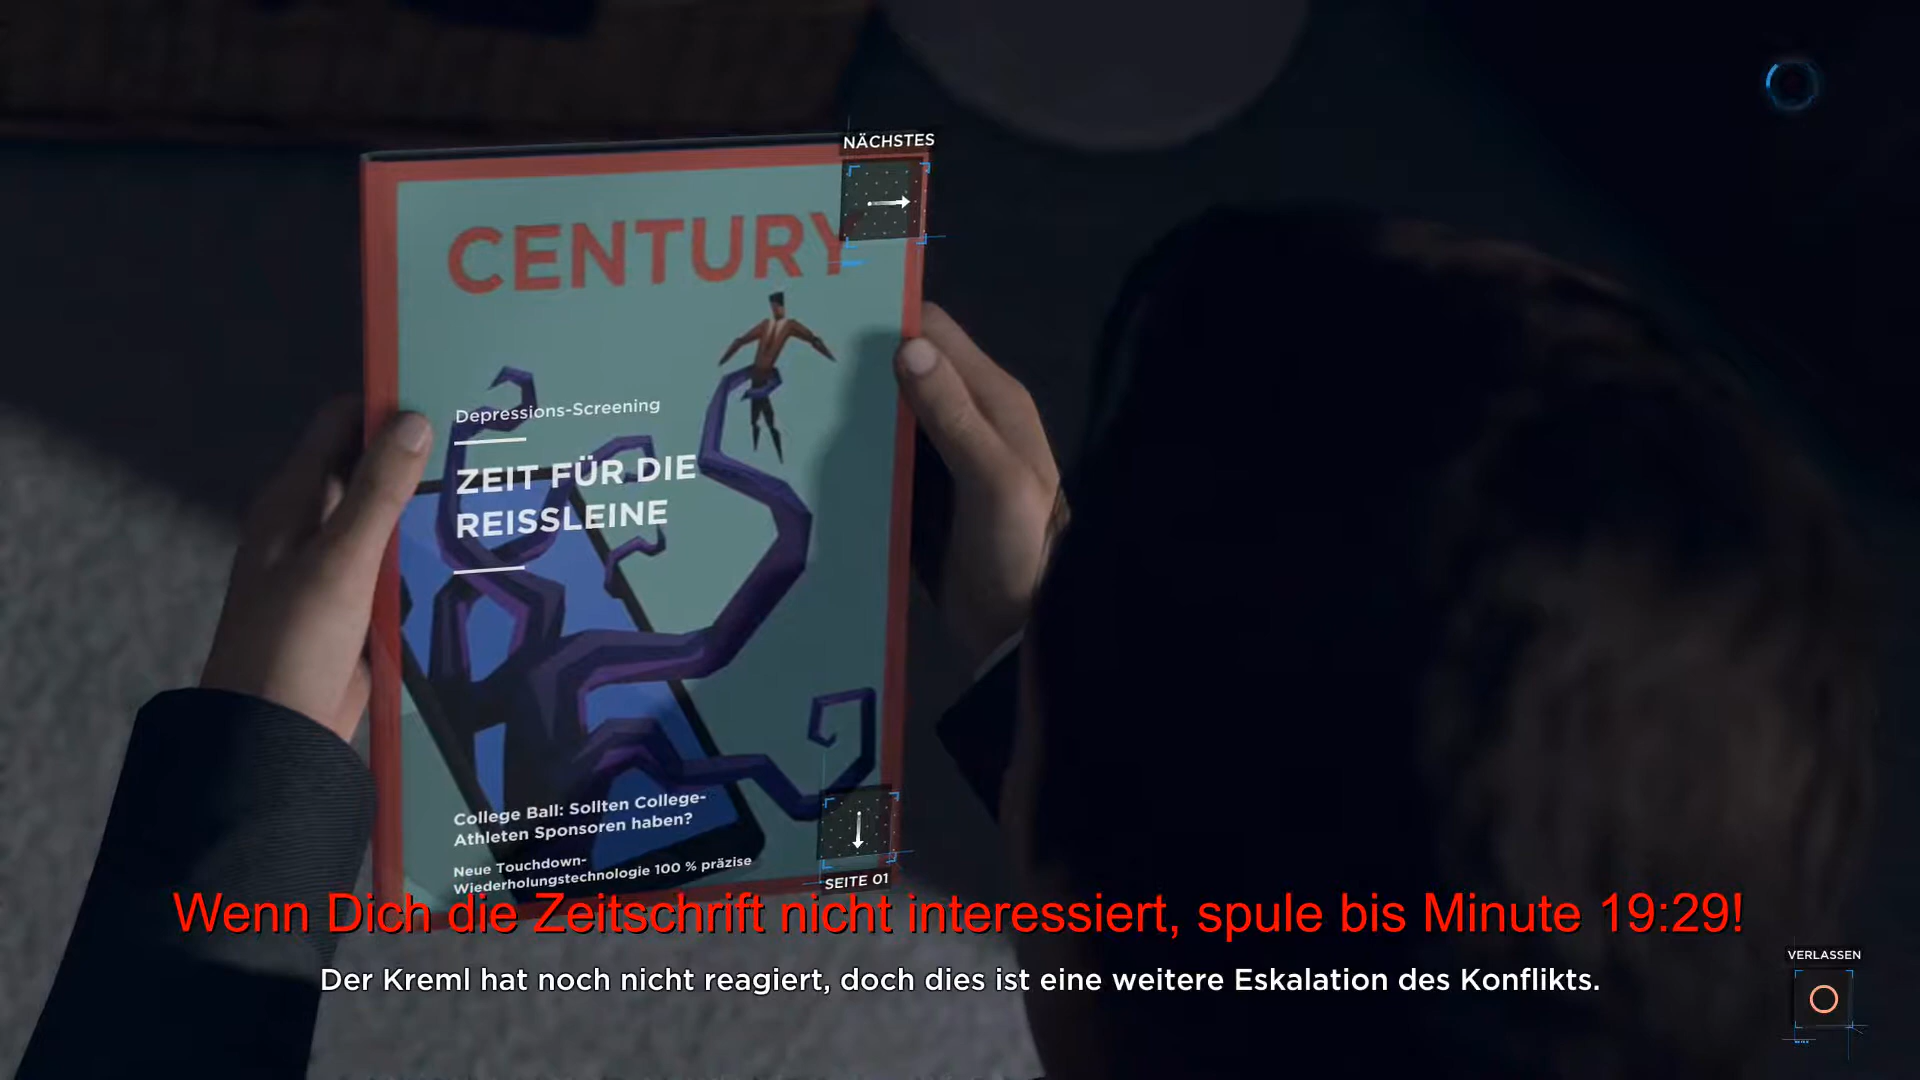 NÄCHSTES
CENTURY
Depressions-Screening
ZEIT FÜR DIE
REISSLEINE
College Ball: Sollten College-
Athleten Sponsoren haben?
Neue Touchdown-
Wiederholungstechnologie 100 % präzise
SEITE 01
Wenn Dich die Zeitschrift nicht interessiert, spule bis Minute 19:29!
VERLASSEN
Der Kreml hat noch nicht reagiert, doch dies ist eine weitere Eskalation des Konflikts.